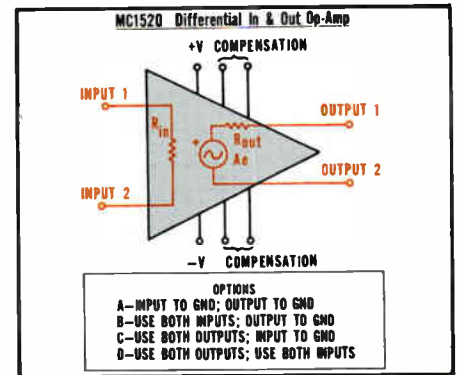 MC1520 Differential In & Out Op-Amp
+V COMPENSATION
INPUT 1
OUTPUT 1
Rin
Rout
+
Ae
INPUT 2
OUTPUT 2
-V COMPENSATION
OPTIONS
A-INPUT TO GND; OUTPUT TO GND
B-USE BOTH INPUTS; OUTPUT TO GND
C-USE BOTH OUTPUTS; INPUT TO GND
D-USE BOTH OUTPUTS; USE BOTH INPUTS